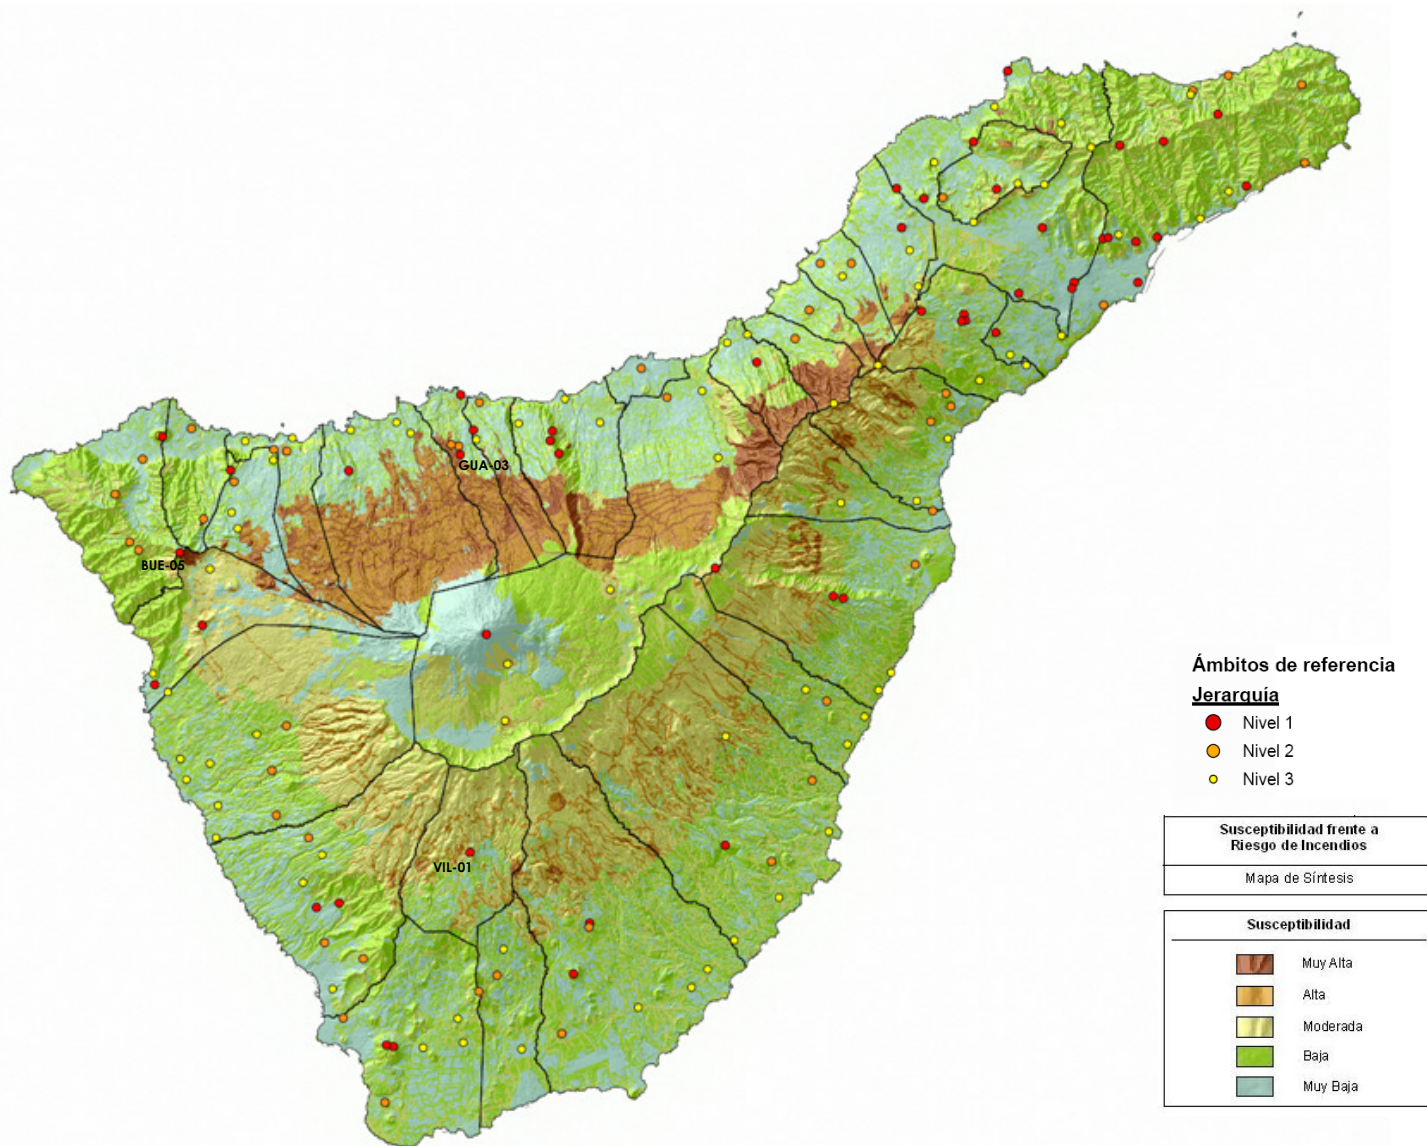 GUA-03
BUE-05
VIL-01
Ámbitos de referencia
Jerarquía
Nivel 1
Nivel 2
Nivel 3
Susceptibilidad frente a
Riesgo de Incendios
Mapa de Síntesis
Susceptibilidad
Muy Alta
Alta
Moderada
Baja
Muy Baja